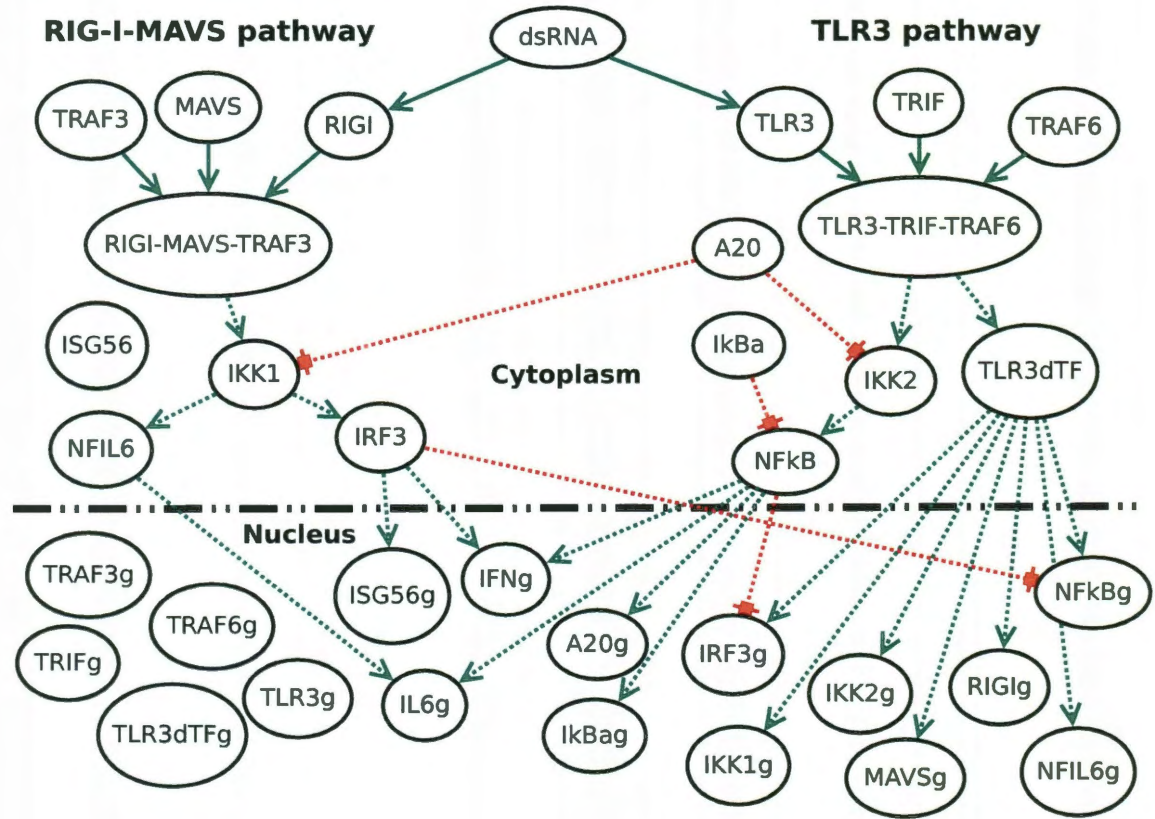 RIG-I-MAVS pathway
dsRNA
TLR3 pathway
TRAF3
MAVS
RIGI
TLR3
TRIF
TRAF6
RIGI-MAVS-TRAF3
TLR3-TRIF-TRAF6
A20
ISG56
IKK1
IkBa
IKK2
TLR3dTF
Cytoplasm
NFIL6
IRF3
NFkB
Nucleus
TRAF3g
TRAF6g
TRIFg
TLR3g
TLR3dTFg
ISG56g
IFNg
IL6g
A20g
IkBag
IRF3g
IKK1g
IKK2g
MAVSg
RIGIg
NFkBg
NFIL6g